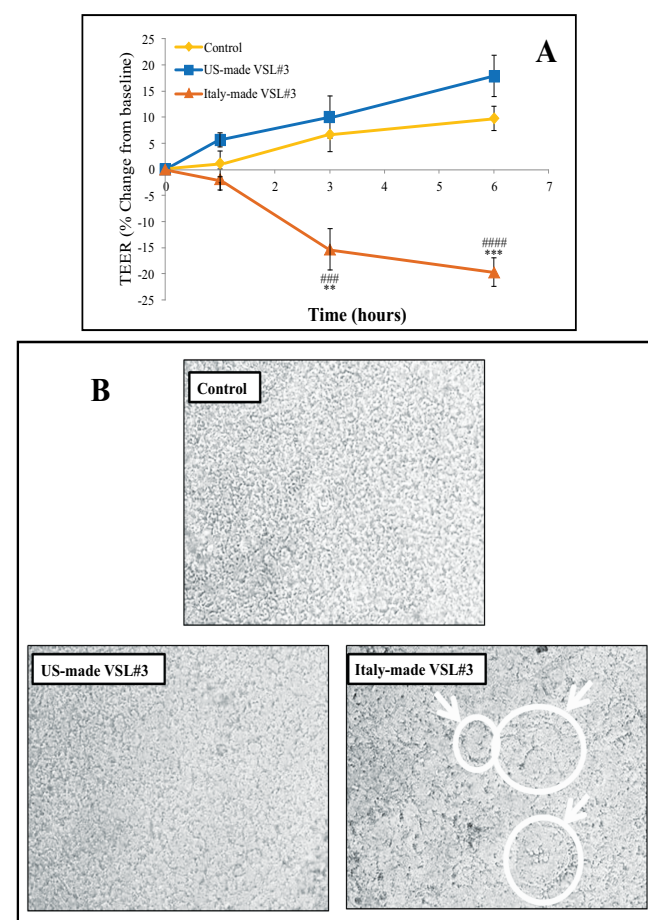 A
Control
US-made VSL#3
Italy-made VSL#3
TEER (% Change from baseline)
25
20
15
10
5
0
-5
-10
-15
-20
-25
0 1 2 3 4 5 6 7
###
**
####
***
Time (hours)
B
Control
US-made VSL#3
Italy-made VSL#3